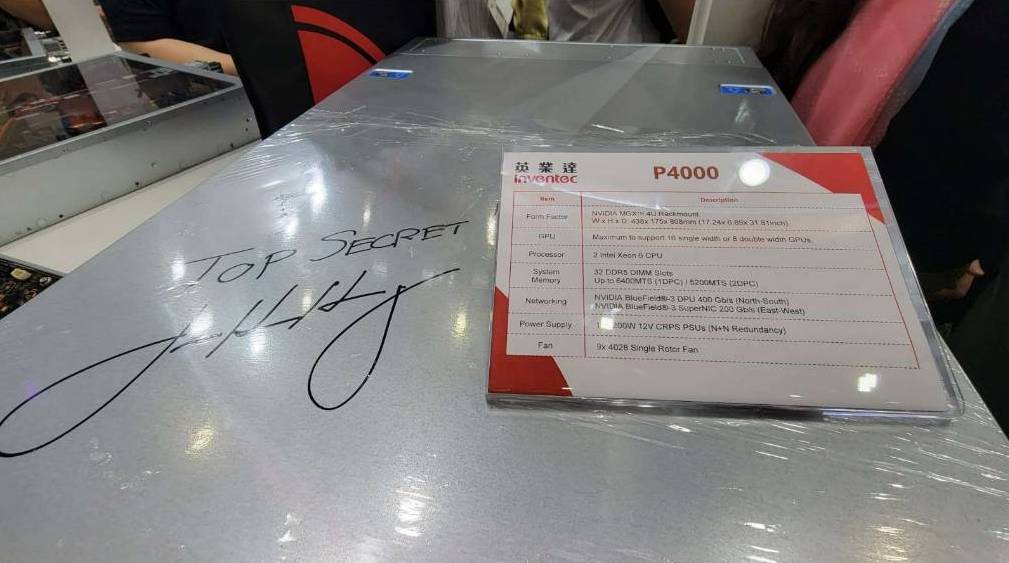 TOP SECRET
英業達
Inventec
P4000
Item Description
Form Factor NVIDIA MGX™ 4U Rackmount
W x H x D: 438x 175x 808mm (17.24x 6.89x 31.81inch)
GPU Maximum to support 16 single width or 8 double width GPUs.
Processor 2 Intel Xeon 6 CPU
System Memory 32 DDR5 DIMM Slots
Up to 6400MTS (1DPC) / 5200MTS (2DPC)
Networking NVIDIA BlueField®-3 DPU 400 Gb/s (North-South)
NVIDIA BlueField®-3 SuperNIC 200 Gb/s (East-West)
Power Supply 12V CRPS PSUs (N+N Redundancy)
Fan 9x 4028 Single Rotor Fan